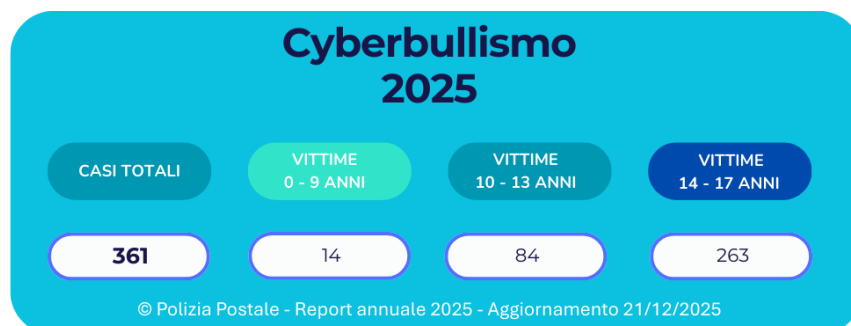 Cyberbullismo
2025
CASI TOTALI
VITTIME
0 - 9 ANNI
VITTIME
10 - 13 ANNI
VITTIME
14 - 17 ANNI
361
14
84
263
© Polizia Postale - Report annuale 2025 - Aggiornamento 21/12/2025